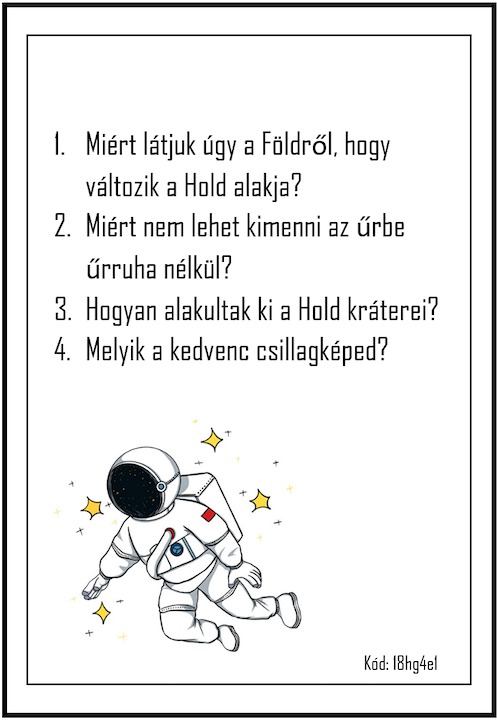 1. Miért látjuk úgy a Földről, hogy
változik a Hold alakja?
2. Miért nem lehet kimenni az űrbe
űrruha nélkül?
3. Hogyan alakultak ki a Hold kráterei?
4. Melyik a kedvenc csillagképed?
Kód: 18hg4e1